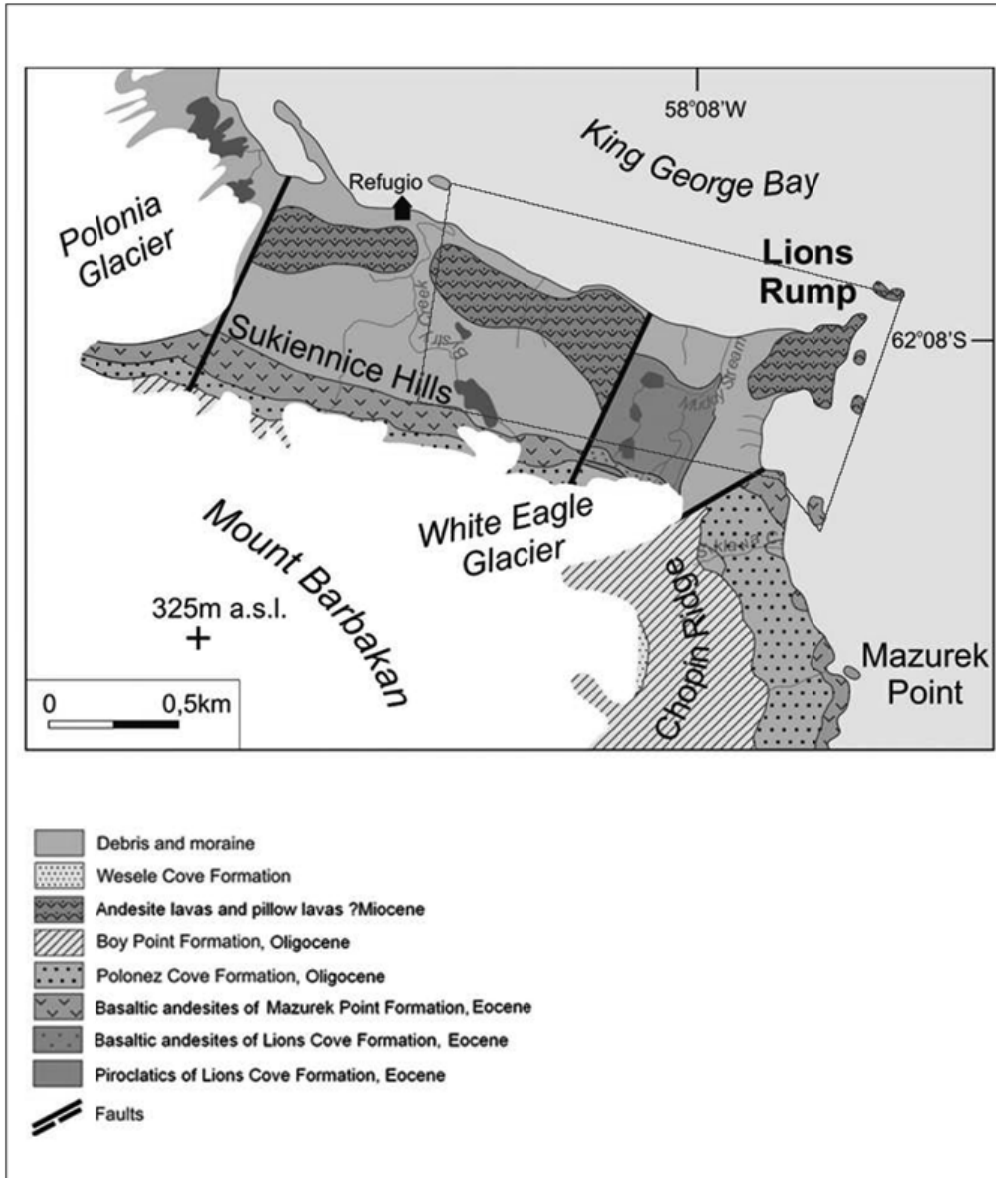 58°08'W
King George Bay
Refugio
Polonia
Glacier
Lions
Rump
62°08'S
Creek
Bystry
Sukiennice Hills
Muddy Stream
White Eagle
Glacier
Mount Barbakan
325m a.s.l.
Chopin Ridge
Mazurek
Point
0 0,5km
Debris and moraine
Wesele Cove Formation
Andesite lavas and pillow lavas ?Miocene
Boy Point Formation, Oligocene
Polonez Cove Formation, Oligocene
Basaltic andesites of Mazurek Point Formation, Eocene
Basaltic andesites of Lions Cove Formation, Eocene
Piroclatics of Lions Cove Formation, Eocene
Faults